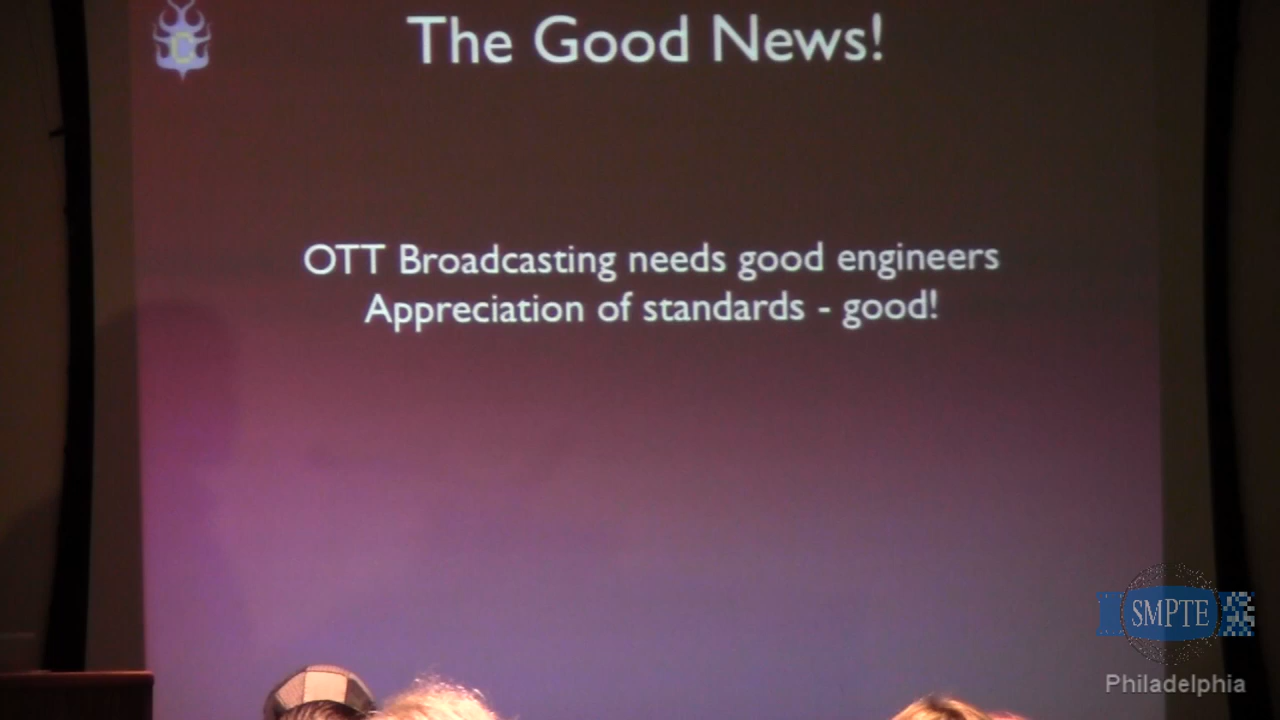 The Good News!
OTT Broadcasting needs good engineers
Appreciation of standards - good!
SMPTE
Philadelphia